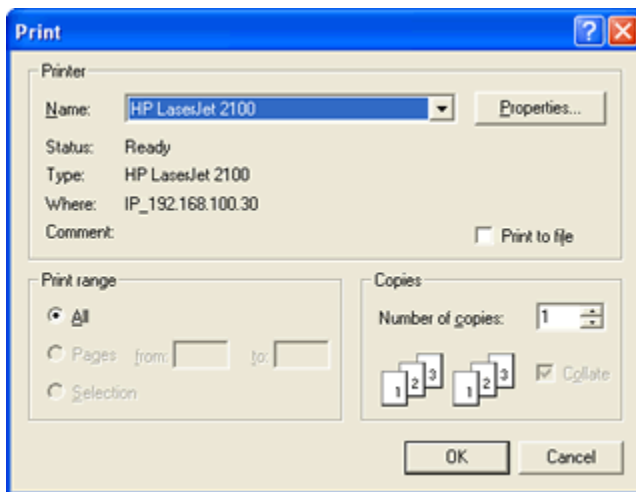 Print
Printer
Name: HP LaserJet 2100 Properties...
Status: Ready
Type: HP LaserJet 2100
Where: IP_192.168.100.30
Comment:
Print to file
Print range
All
Pages from: to:
Selection
Copies
Number of copies: 1
1 2 3 1 2 3
Collate
OK Cancel